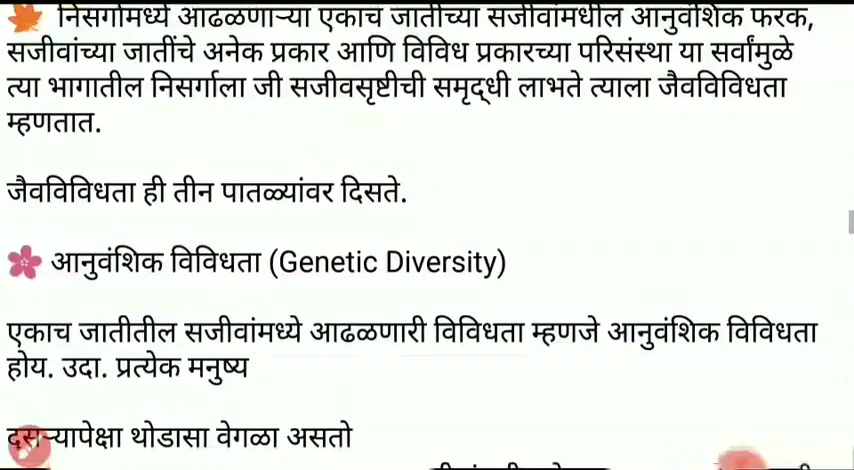 निसर्गामध्ये आढळणाऱ्या एकाच जातीच्या सजीवांमधील आनुवंशिक फरक,
सजीवांच्या जातींचे अनेक प्रकार आणि विविध प्रकारच्या परिसंस्था या सर्वांमुळे
त्या भागातील निसर्गाला जी सजीवसृष्टीची समृद्धी लाभते त्याला जैवविविधता
म्हणतात.
जैवविविधता ही तीन पातळ्यांवर दिसते.
आनुवंशिक विविधता (Genetic Diversity)
एकाच जातीतील सजीवांमध्ये आढळणारी विविधता म्हणजे आनुवंशिक विविधता
होय. उदा. प्रत्येक मनुष्य
दुसऱ्यापेक्षा थोडासा वेगळा असतो